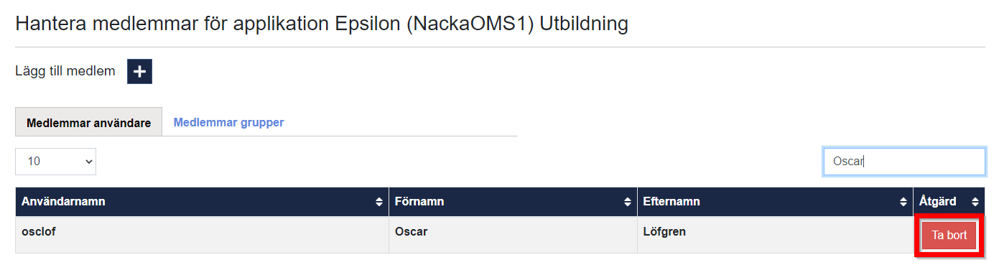 Hantera medlemmar för applikation Epsilon (NackaOMS1) Utbildning
Lägg till medlem
Medlemmar användare Medlemmar grupper
10 Oscar
Användarnamn Förnamn Efternamn Åtgärd
osclof Oscar Löfgren Ta bort